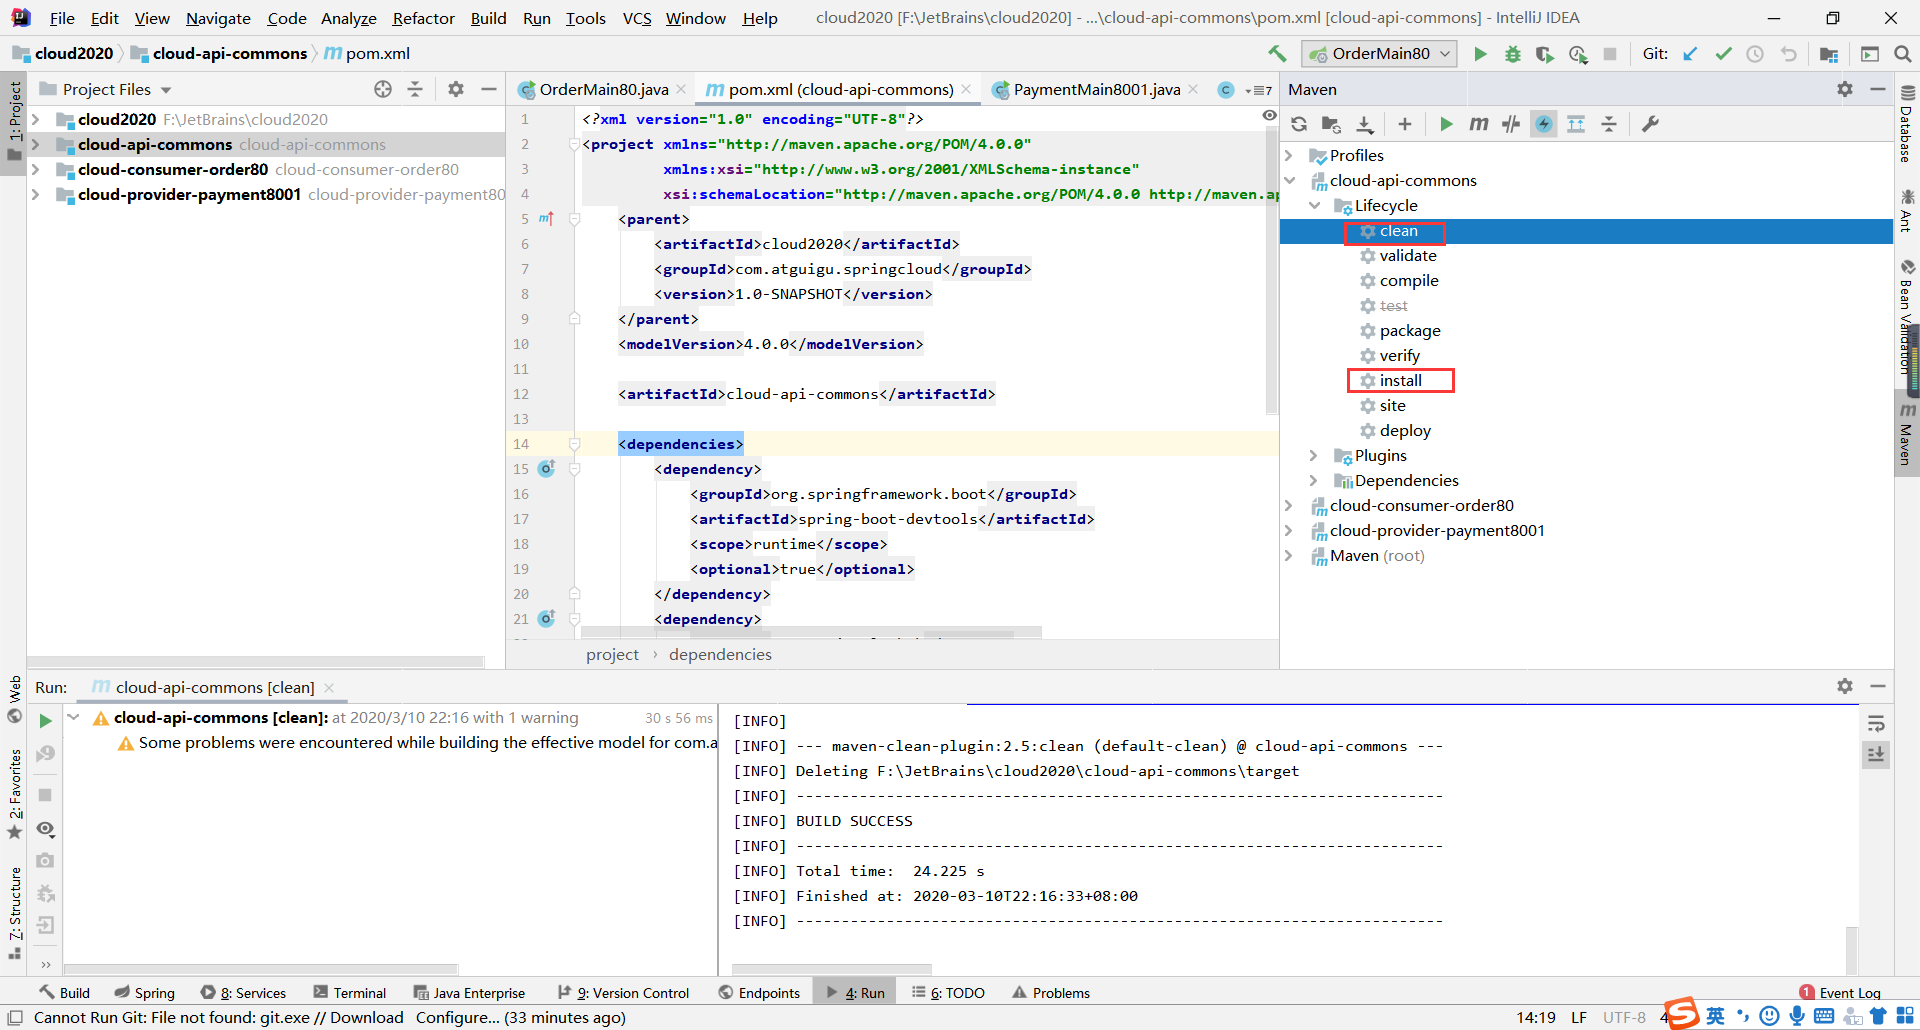 File Edit View Navigate Code Analyze Refactor Build Run Tools VCS Window Help cloud2020 [F:\JetBrains\cloud2020] - ...\cloud-api-commons\pom.xml [cloud-api-commons] - IntelliJ IDEA
cloud2020 cloud-api-commons pom.xml OrderMain80 Git:
Project Files
OrderMain80.java pom.xml (cloud-api-commons) PaymentMain8001.java 7
Maven
1: Project
cloud2020 F:\JetBrains\cloud2020
cloud-api-commons cloud-api-commons
cloud-consumer-order80 cloud-consumer-order80
cloud-provider-payment8001 cloud-provider-payment80
1 <?xml version="1.0" encoding="UTF-8"?>
2 <project xmlns="http://maven.apache.org/POM/4.0.0"
3 xmlns:xsi="http://www.w3.org/2001/XMLSchema-instance"
4 xsi:schemaLocation="http://maven.apache.org/POM/4.0.0 http://maven.ap
5 <parent>
6 <artifactId>cloud2020</artifactId>
7 <groupId>com.atguigu.springcloud</groupId>
8 <version>1.0-SNAPSHOT</version>
9 </parent>
10 <modelVersion>4.0.0</modelVersion>
11
12 <artifactId>cloud-api-commons</artifactId>
13
14 <dependencies>
15 <dependency>
16 <groupId>org.springframework.boot</groupId>
17 <artifactId>spring-boot-devtools</artifactId>
18 <scope>runtime</scope>
19 <optional>true</optional>
20 </dependency>
21 <dependency>
project › dependencies
Profiles
cloud-api-commons
Lifecycle
clean
validate
compile
test
package
verify
install
site
deploy
Plugins
Dependencies
cloud-consumer-order80
cloud-provider-payment8001
Maven (root)
Database
Ant
Bean Validation
Maven
Web
2: Favorites
7: Structure
Run: cloud-api-commons [clean]
cloud-api-commons [clean]: at 2020/3/10 22:16 with 1 warning 30 s 56 ms
Some problems were encountered while building the effective model for com.a
[INFO]
[INFO] --- maven-clean-plugin:2.5:clean (default-clean) @ cloud-api-commons ---
[INFO] Deleting F:\JetBrains\cloud2020\cloud-api-commons\target
[INFO] ------------------------------------------------------------------------
[INFO] BUILD SUCCESS
[INFO] ------------------------------------------------------------------------
[INFO] Total time:  24.225 s
[INFO] Finished at: 2020-03-10T22:16:33+08:00
[INFO] ------------------------------------------------------------------------
Build Spring 8: Services Terminal Java Enterprise 9: Version Control Endpoints 4: Run 6: TODO Problems 1 Event Log
Cannot Run Git: File not found: git.exe // Download Configure... (33 minutes ago) 14:19 LF UTF-8 4 英